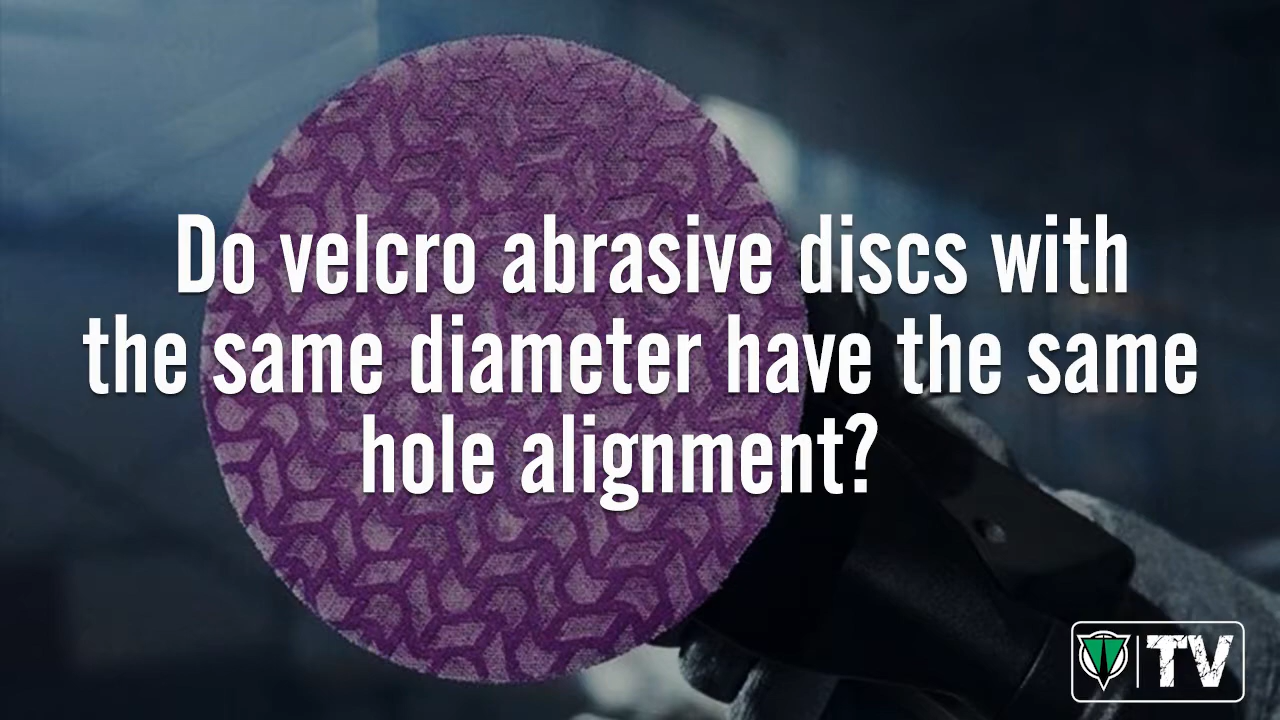 Do velcro abrasive discs with
the same diameter have the same
hole alignment?
TV